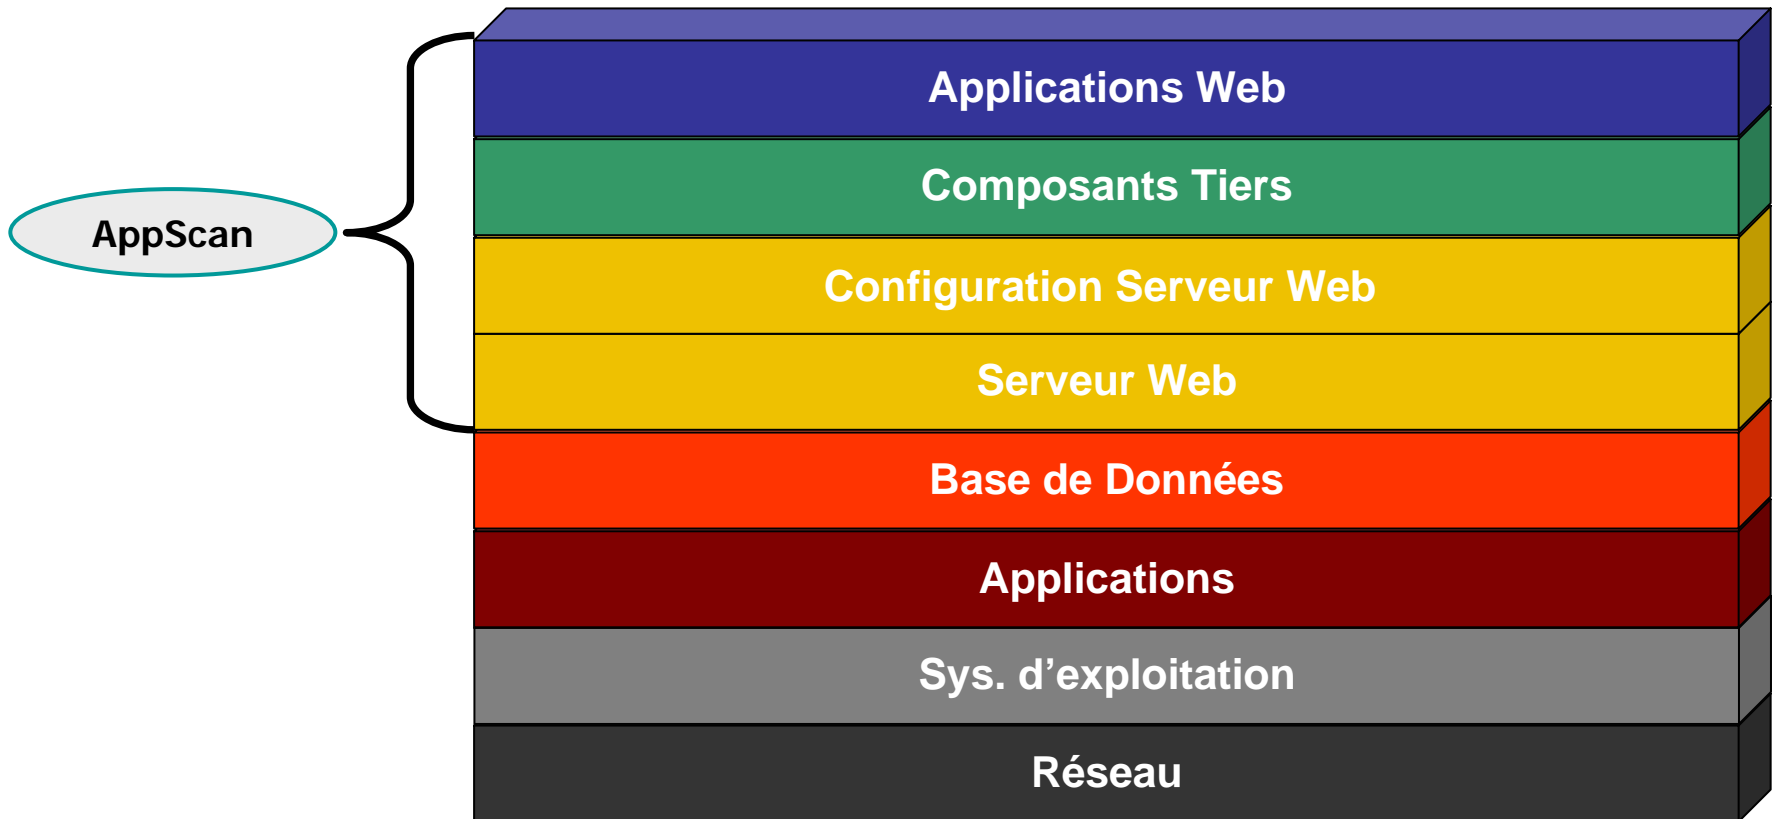 Applications Web
Composants Tiers
AppScan
Configuration Serveur Web
Serveur Web
Base de Données
Applications
Sys. d’exploitation
Réseau